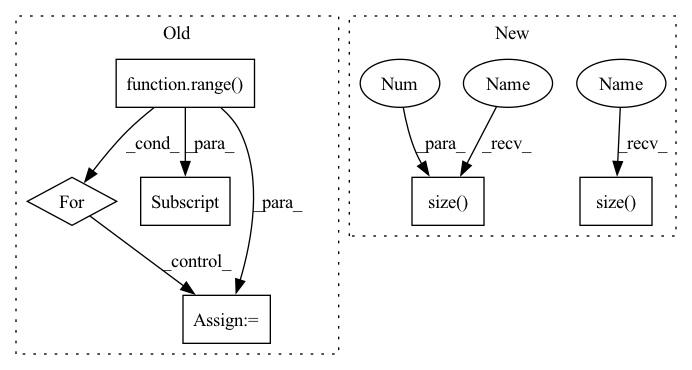 Old
New
function.range()
Num
Name
Name
_cond_
_para_
_para_
_recv_
_recv_
For
Subscript
_para_
size()
size()
_control_
Assign:=